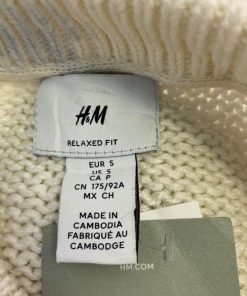 H&M
RELAXED FIT
EUR S
US S
CA P
CN 175/92A
MX CH
MADE IN
CAMBODIA
FABRIQUÉ AU
CAMBODGE
HM.COM